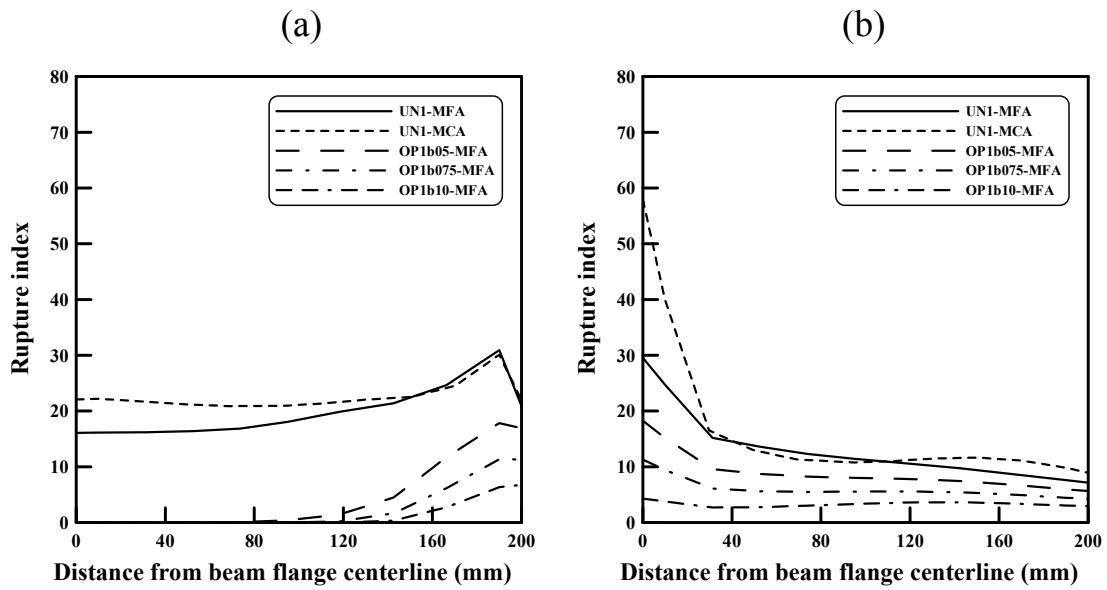 (a)
80
70
60
50
40
30
20
10
0
Rupture index
UN1-MFA
UN1-MCA
OP1b05-MFA
OP1b075-MFA
OP1b10-MFA
0 40 80 120 160 200
Distance from beam flange centerline (mm)
(b)
80
70
60
50
40
30
20
10
0
Rupture index
UN1-MFA
UN1-MCA
OP1b05-MFA
OP1b075-MFA
OP1b10-MFA
0 40 80 120 160 200
Distance from beam flange centerline (mm)